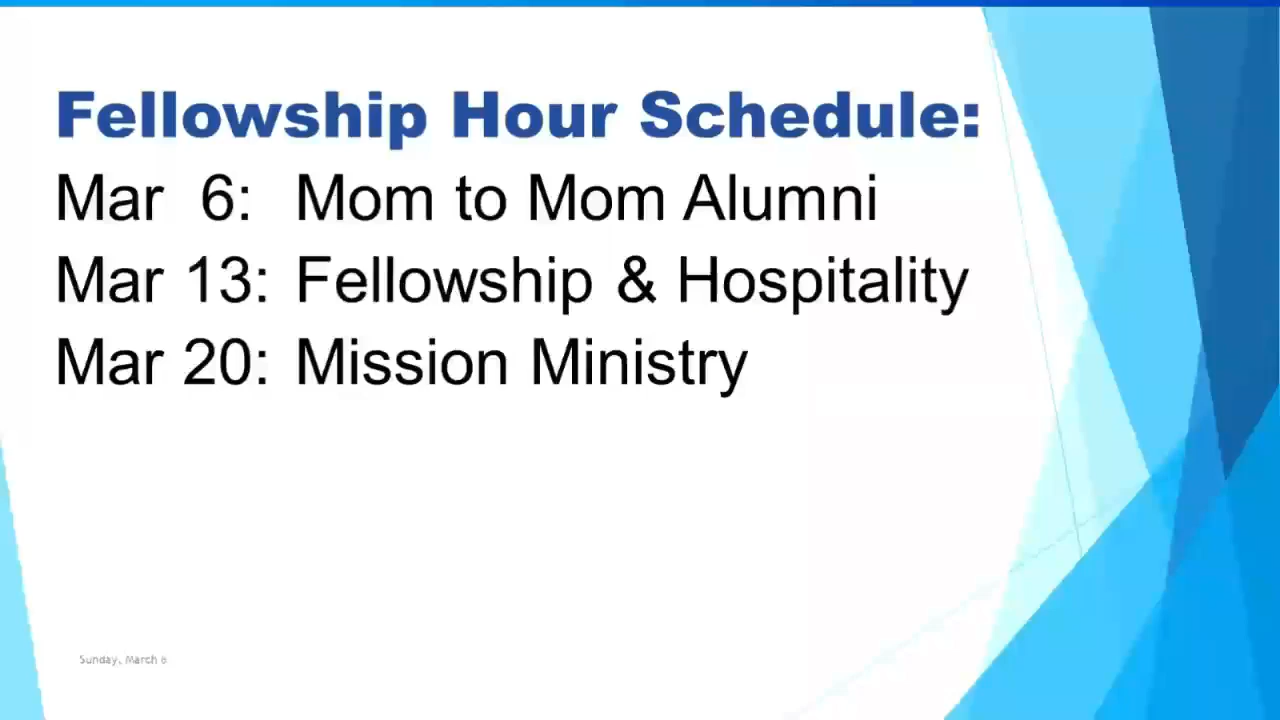 Fellowship Hour Schedule:
Mar 6: Mom to Mom Alumni
Mar 13: Fellowship & Hospitality
Mar 20: Mission Ministry
Sunday, March 6